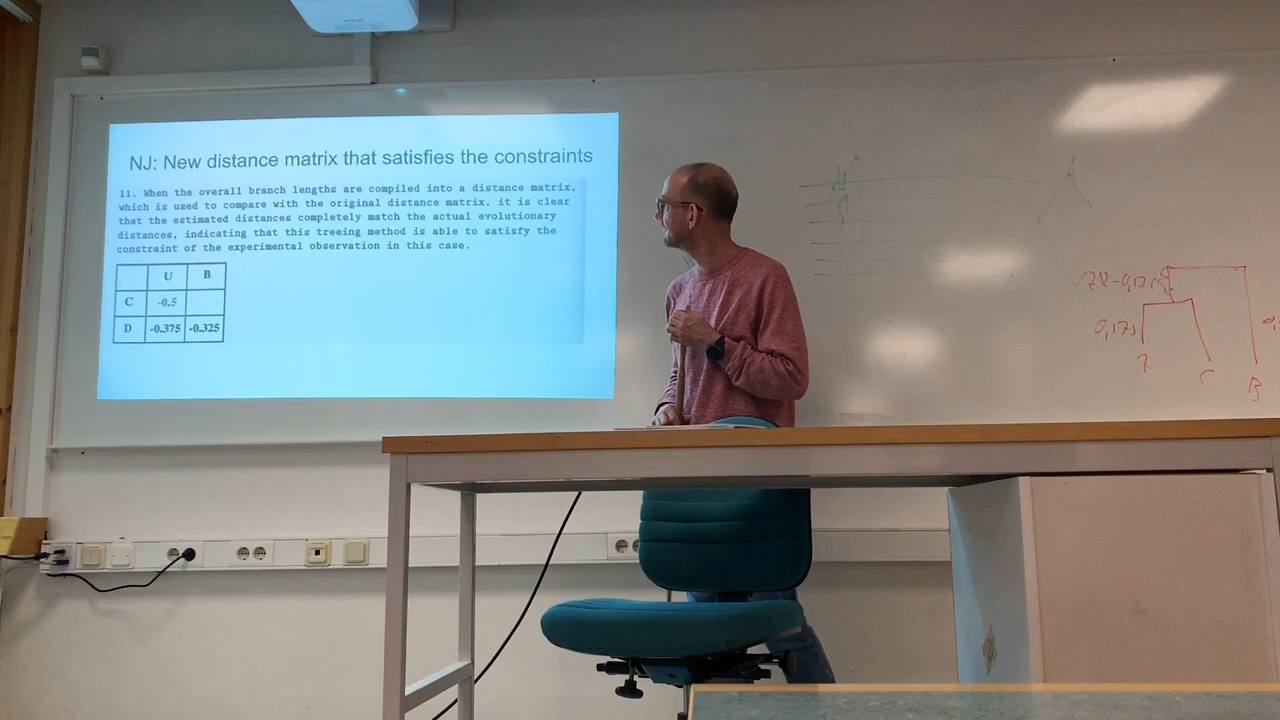 NJ: New distance matrix that satisfies the constraints
11. When the overall branch lengths are compiled into a distance matrix,
which is used to compare with the original distance matrix, it is clear
that the estimated distances completely match the actual evolutionary
distances, indicating that this treeing method is able to satisfy the
constraint of the experimental observation in this case.
U B
C -0.5
D -0.375 -0.325
0,175
C
B